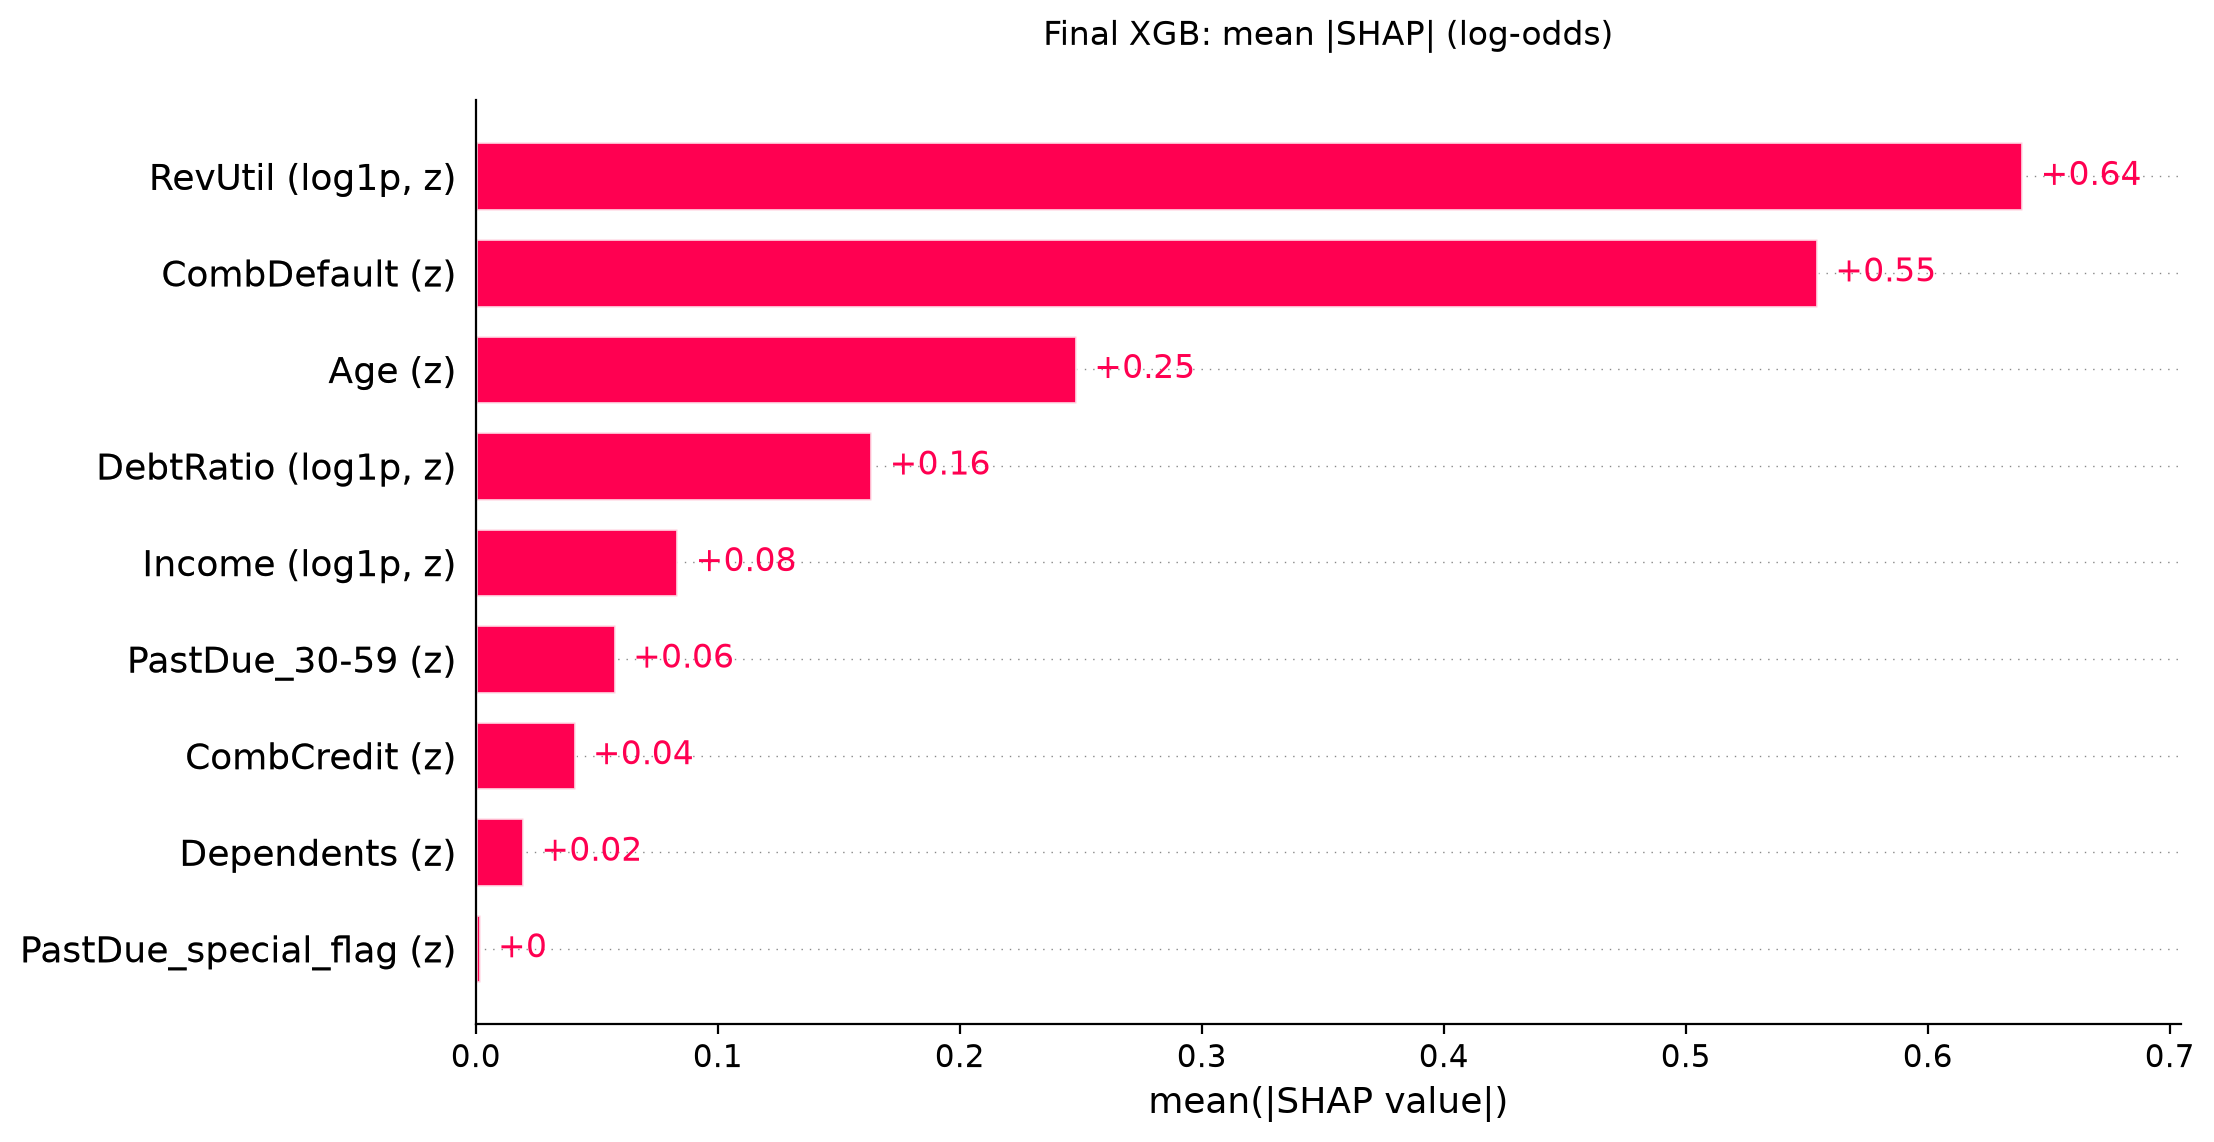 Final XGB: mean |SHAP| (log-odds)
RevUtil (log1p, z)
+0.64
CombDefault (z)
+0.55
Age (z)
+0.25
DebtRatio (log1p, z)
+0.16
Income (log1p, z)
+0.08
PastDue_30-59 (z)
+0.06
CombCredit (z)
+0.04
Dependents (z)
+0.02
PastDue_special_flag (z)
+0
0.0 0.1 0.2 0.3 0.4 0.5 0.6 0.7
mean(|SHAP value|)